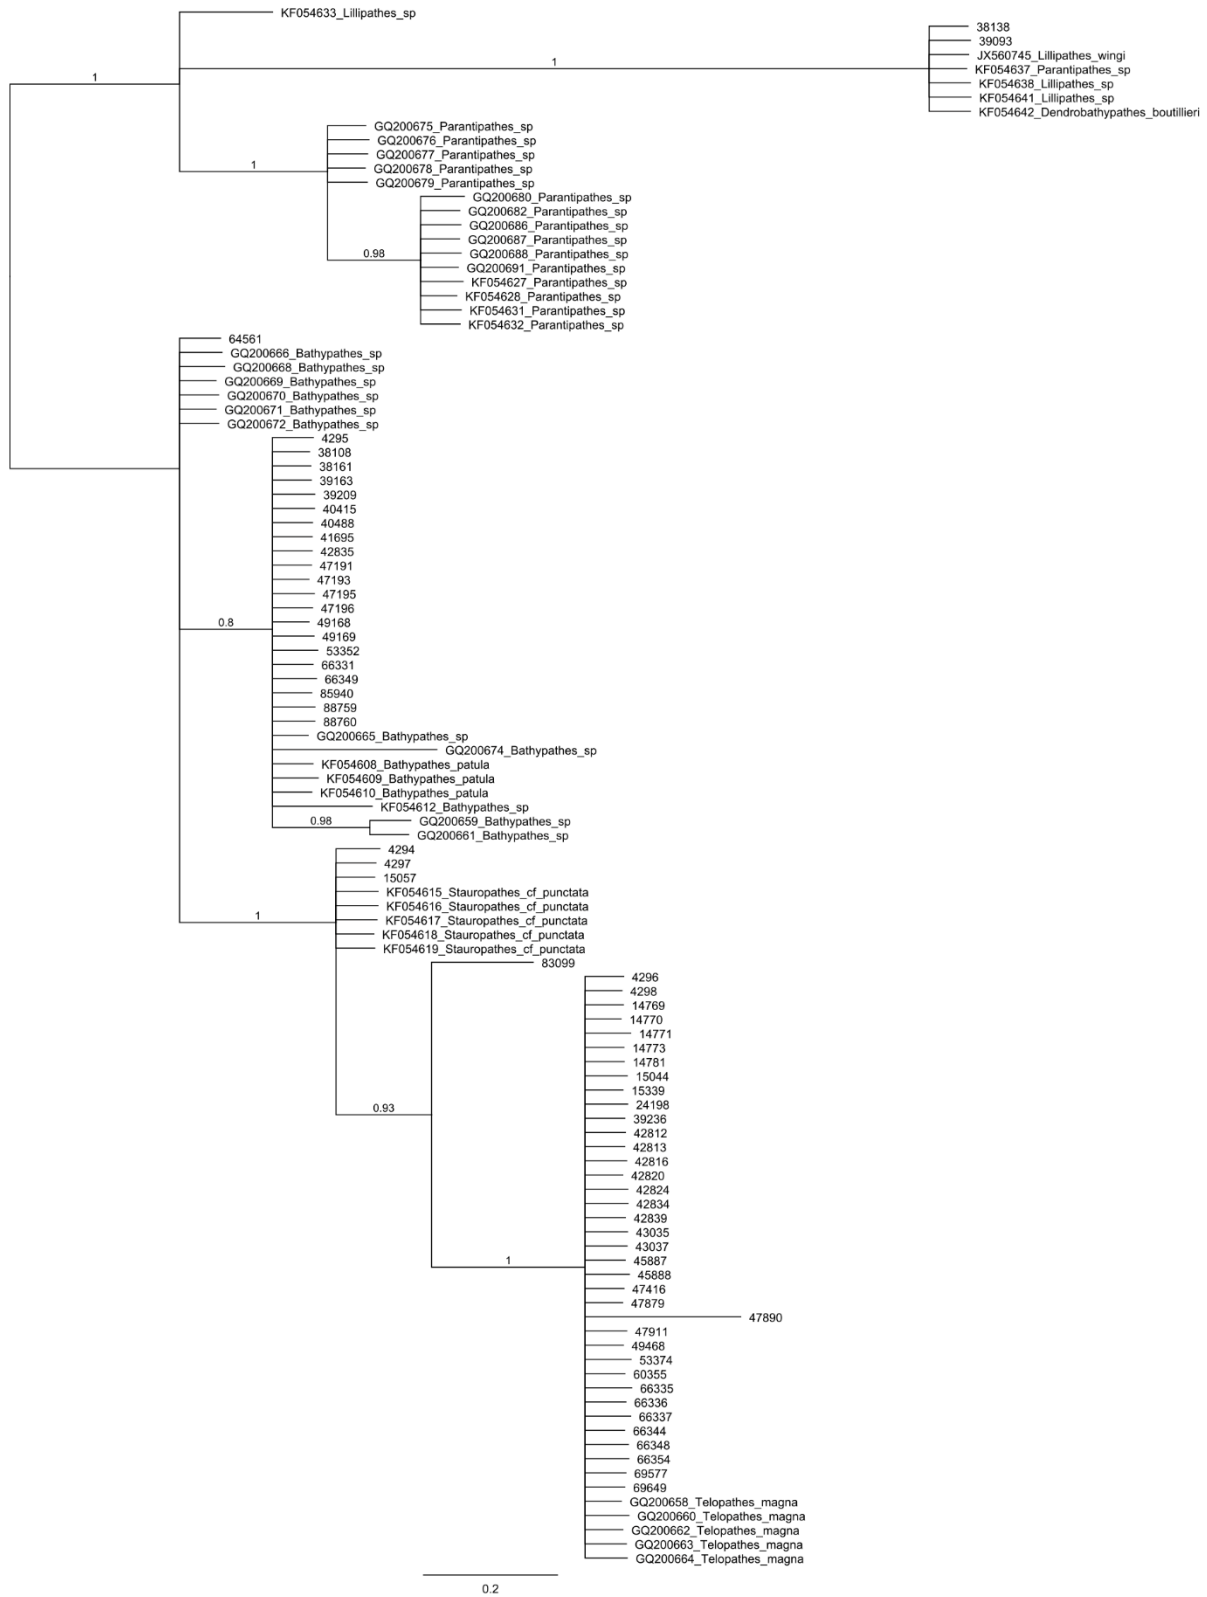 KF054633_Lillipathes_sp
38138
39093
JX560745_Lillipathes_wingi
1
KF054637_Parantipathes_sp
1
KF054638_Lillipathes_sp
KF054641_Lillipathes_sp
KF054642_Dendrobathypathes_boutillieri
GQ200675_Parantipathes_sp
GQ200676_Parantipathes_sp
GQ200677_Parantipathes_sp
1
GQ200678_Parantipathes_sp
GQ200679_Parantipathes_sp
GQ200680_Parantipathes_sp
GQ200682_Parantipathes_sp
GQ200686_Parantipathes_sp
GQ200687_Parantipathes_sp
0.98
GQ200688_Parantipathes_sp
GQ200691_Parantipathes_sp
KF054627_Parantipathes_sp
KF054628_Parantipathes_sp
KF054631_Parantipathes_sp
KF054632_Parantipathes_sp
64561
GQ200666_Bathypathes_sp
GQ200668_Bathypathes_sp
GQ200669_Bathypathes_sp
GQ200670_Bathypathes_sp
GQ200671_Bathypathes_sp
GQ200672_Bathypathes_sp
4295
38108
38161
39163
39209
40415
40488
41695
42835
47191
47193
47195
47196
0.8
49168
49169
53352
66331
66349
85940
88759
88760
GQ200665_Bathypathes_sp
GQ200674_Bathypathes_sp
KF054608_Bathypathes_patula
KF054609_Bathypathes_patula
KF054610_Bathypathes_patula
KF054612_Bathypathes_sp
0.98
GQ200659_Bathypathes_sp
GQ200661_Bathypathes_sp
4294
4297
15057
KF054615_Stauropathes_cf_punctata
KF054616_Stauropathes_cf_punctata
1
KF054617_Stauropathes_cf_punctata
KF054618_Stauropathes_cf_punctata
KF054619_Stauropathes_cf_punctata
83099
4296
4298
14769
14770
14771
14773
14781
15044
15339
24198
0.93
39236
42812
42813
42816
42820
42824
42834
42839
43035
43037
1
45887
45888
47416
47879
47890
47911
49468
53374
60355
66335
66336
66337
66344
66348
66354
69577
69649
GQ200658_Telopathes_magna
GQ200660_Telopathes_magna
GQ200662_Telopathes_magna
GQ200663_Telopathes_magna
GQ200664_Telopathes_magna
0.2